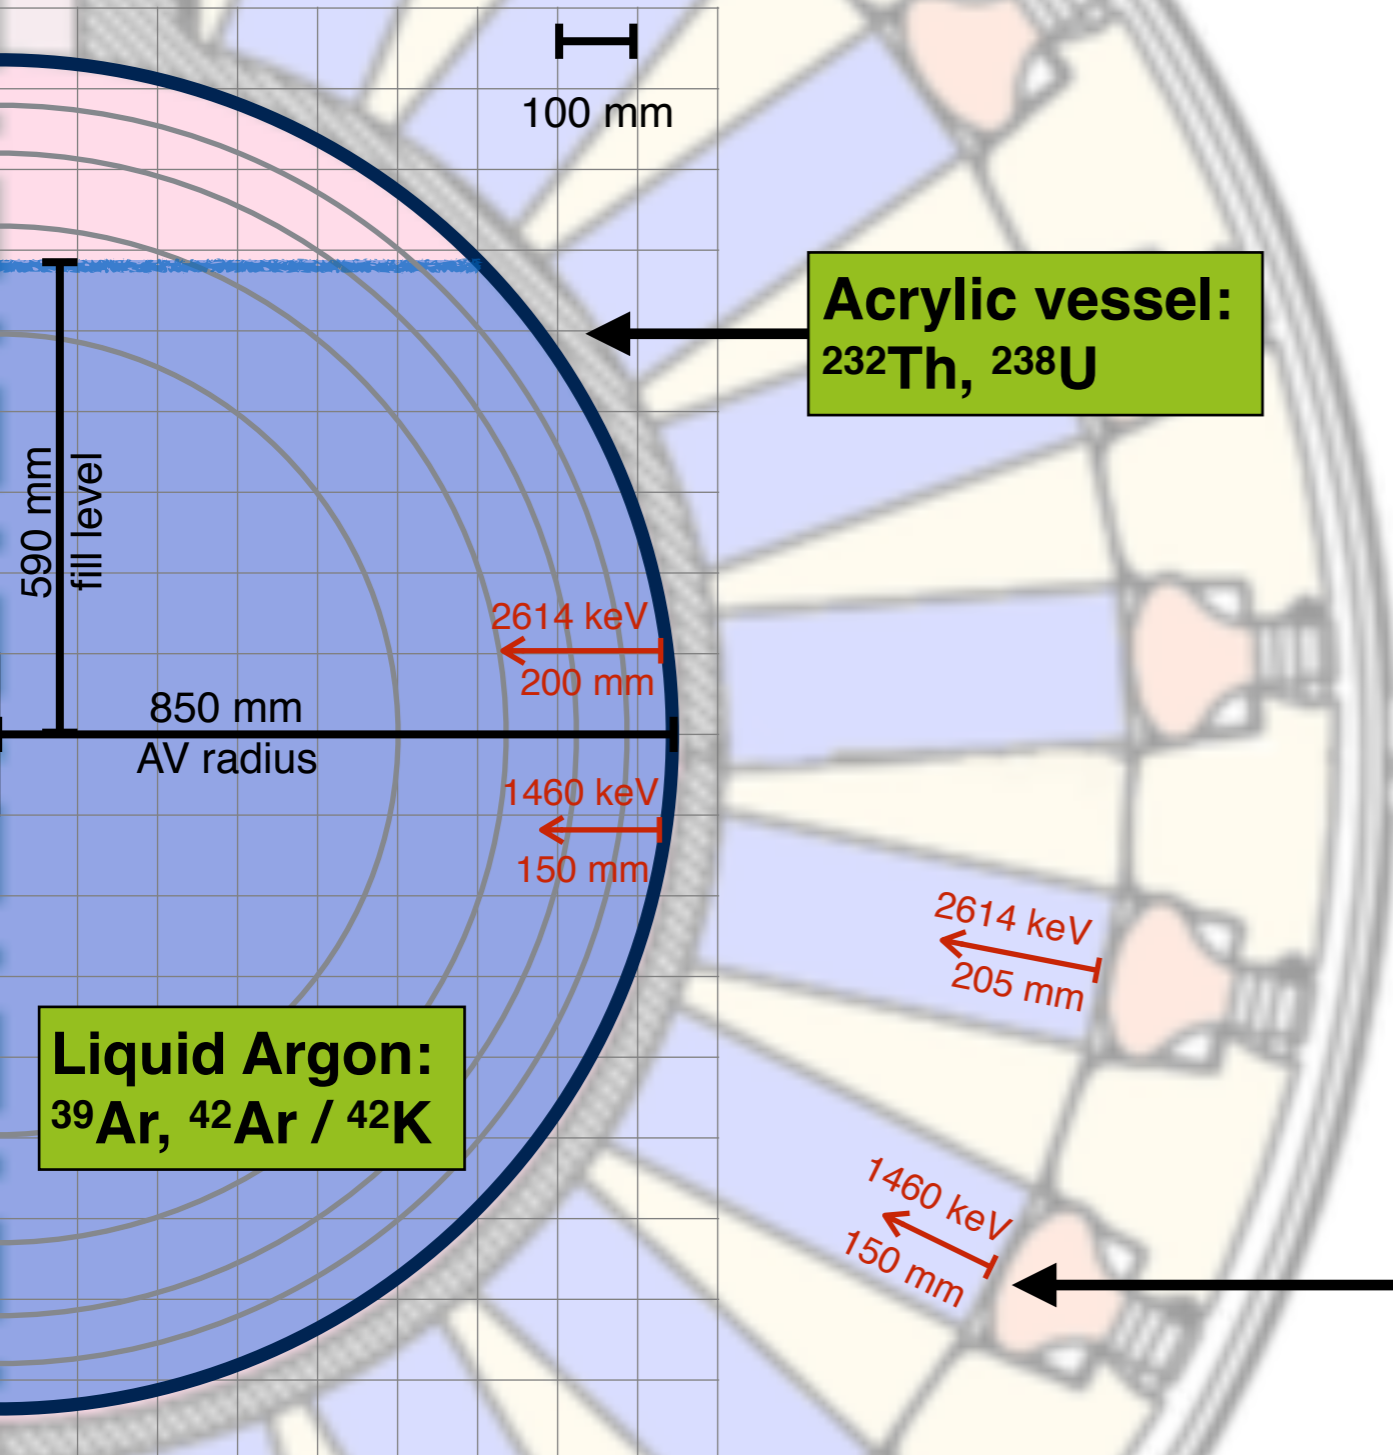 100 mm
Acrylic vessel:
²³²Th, ²³⁸U
590 mm
fill level
2614 keV
200 mm
850 mm
AV radius
1460 keV
150 mm
2614 keV
205 mm
Liquid Argon:
³⁹Ar, ⁴²Ar / ⁴²K
1460 keV
150 mm